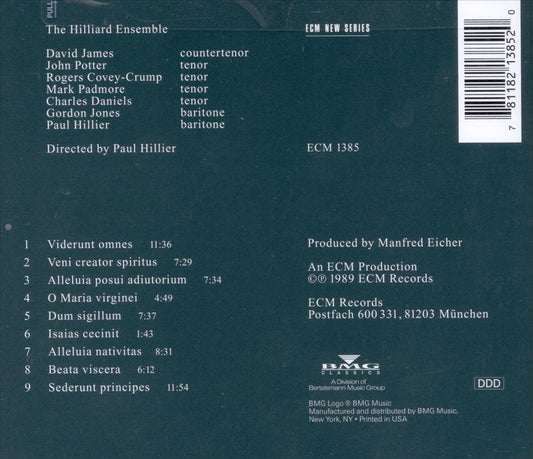 PULL
The Hilliard Ensemble
ECM NEW SERIES
David James countertenor
John Potter tenor
Rogers Covey-Crump tenor
Mark Padmore tenor
Charles Daniels tenor
Gordon Jones baritone
Paul Hillier baritone
Directed by Paul Hillier
ECM 1385
7 81182 13852 0
1 Viderunt omnes 11:36
2 Veni creator spiritus 7:29
3 Alleluia posui adiutorium 7:34
4 O Maria virginei 4:49
5 Dum sigillum 7:37
6 Isaias cecinit 1:43
7 Alleluia nativitas 8:31
8 Beata viscera 6:12
9 Sederunt principes 11:54
Produced by Manfred Eicher
An ECM Production
©℗ 1989 ECM Records
ECM Records
Postfach 600 331, 81203 München
BMG
CLASSICS
A Division of
Bertelsmann Music Group
DDD
BMG Logo ® BMG Music
Manufactured and distributed by BMG Music,
New York, NY • Printed in USA